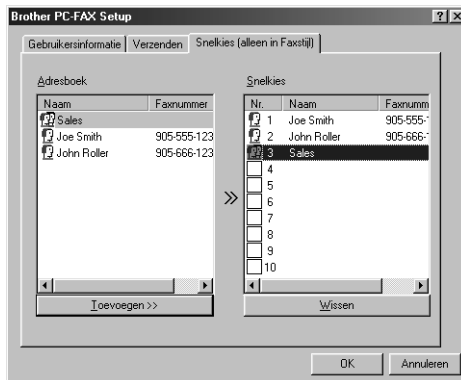 Brother PC-FAX Setup
Gebruikersinformatie Verzenden Snelkies (alleen in Faxstijl)
Adresboek Snelkies
Naam Faxnummer
Sales
Joe Smith 905-555-123
John Roller 905-666-123
Nr. Naam Faxnumm
1 Joe Smith 905-555-
2 John Roller 905-666-
3 Sales
4
5
6
7
8
9
10
Toevoegen >>
Wissen
OK Annuleren